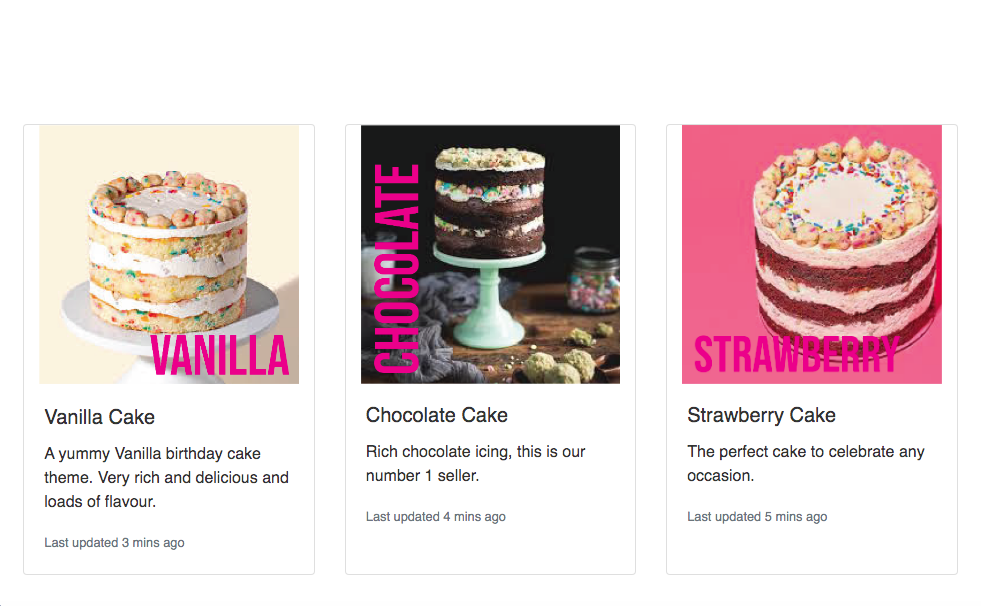 VANILLA
Vanilla Cake
A yummy Vanilla birthday cake
theme. Very rich and delicious and
loads of flavour.
Last updated 3 mins ago
CHOCOLATE
Chocolate Cake
Rich chocolate icing, this is our
number 1 seller.
Last updated 4 mins ago
STRAWBERRY
Strawberry Cake
The perfect cake to celebrate any
occasion.
Last updated 5 mins ago